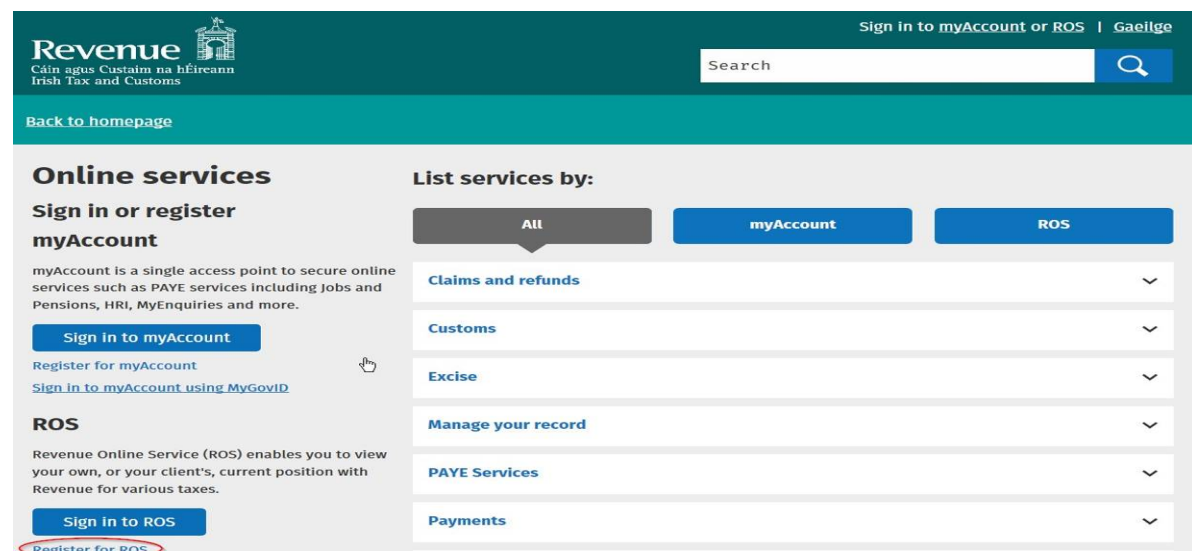 Sign in to myAccount or ROS | Gaeilge
Revenue
Cáin agus Custaim na hÉireann
Irish Tax and Customs
Search
Back to homepage
Online services
Sign in or register
myAccount
myAccount is a single access point to secure online
services such as PAYE services including Jobs and
Pensions, HRI, MyEnquiries and more.
Sign in to myAccount
Register for myAccount
Sign in to myAccount using MyGovID
ROS
Revenue Online Service (ROS) enables you to view
your own, or your client's, current position with
Revenue for various taxes.
Sign in to ROS
Register for ROS
List services by:
All
myAccount
ROS
Claims and refunds
Customs
Excise
Manage your record
PAYE Services
Payments